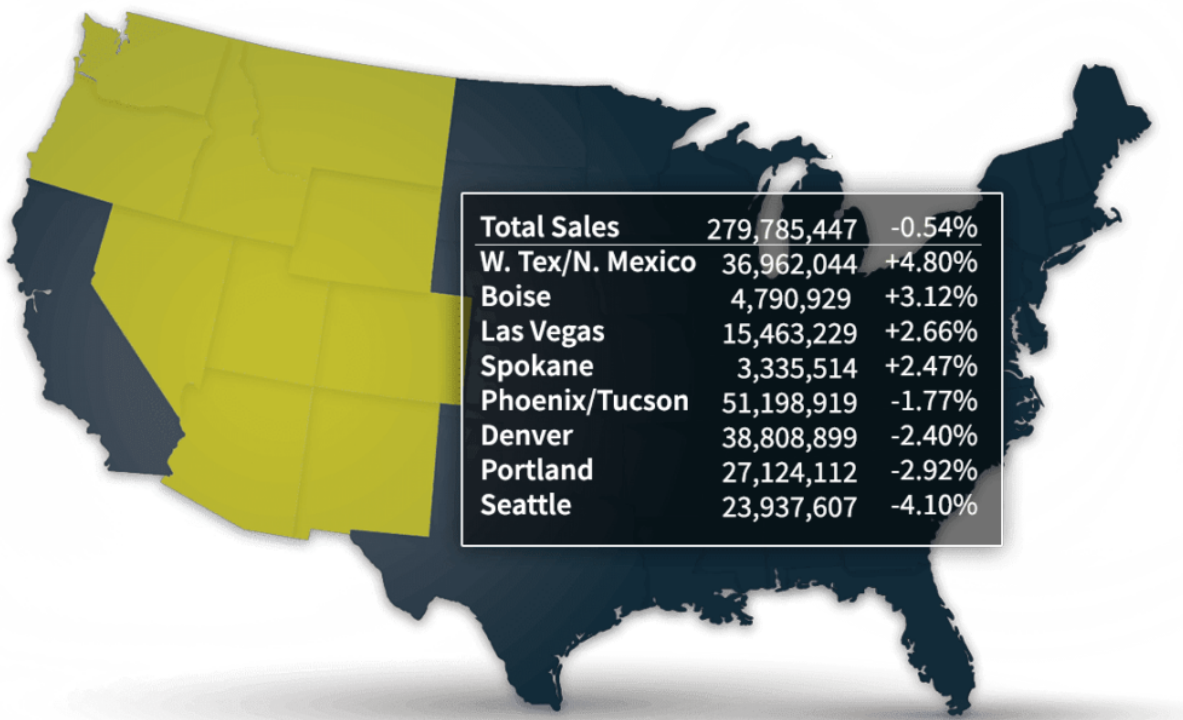 Total Sales 279,785,447 -0.54%
W. Tex/N. Mexico 36,962,044 +4.80%
Boise 4,790,929 +3.12%
Las Vegas 15,463,229 +2.66%
Spokane 3,335,514 +2.47%
Phoenix/Tucson 51,198,919 -1.77%
Denver 38,808,899 -2.40%
Portland 27,124,112 -2.92%
Seattle 23,937,607 -4.10%